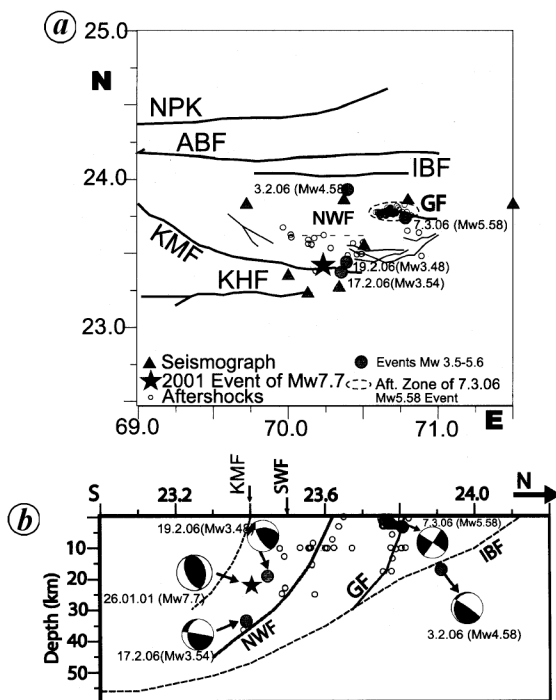 a
25.0
N
NPK
ABF
IBF
24.0
3.2.06 (Mw4.58)
GF
NWF
7.3.06 (Mw5.58)
KMF
19.2.06(Mw3.48)
17.2.06(Mw3.54)
KHF
23.0
Seismograph
Events Mw 3.5-5.6
2001 Event of Mw7.7
Aft. Zone of 7.3.06
Aftershocks
Mw5.58 Event
69.0 70.0 71.0
E
KMF SWF
S 23.2 23.6 24.0 N
b
19.2.06(Mw3.48)
7.3.06(Mw5.58)
10
IBF
20
GF
26.01.01 (Mw7.7)
30
NWF
3.2.06 (Mw4.58)
40
17.2.06(Mw3.54)
50
Depth (km)